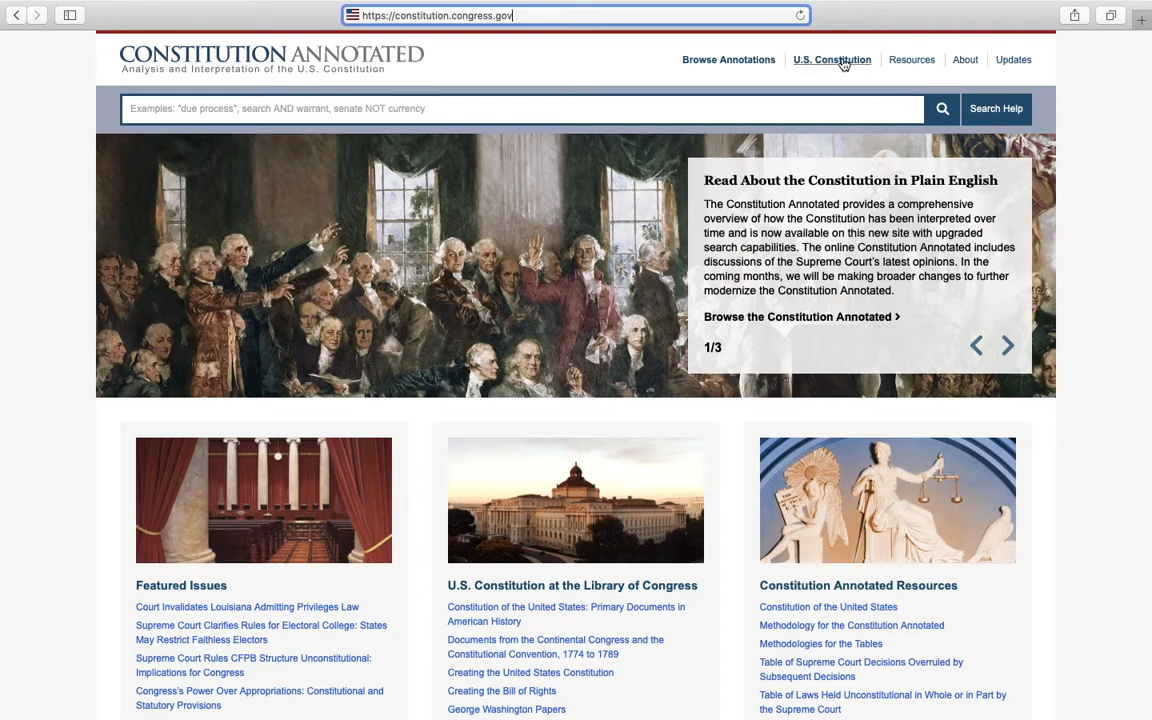 https://constitution.congress.gov
CONSTITUTION ANNOTATED
Analysis and Interpretation of the U.S. Constitution
Browse Annotations
U.S. Constitution
Resources
About
Updates
Examples: "due process", search AND warrant, senate NOT currency
Search Help
Read About the Constitution in Plain English
The Constitution Annotated provides a comprehensive
overview of how the Constitution has been interpreted over
time and is now available on this new site with upgraded
search capabilities. The online Constitution Annotated includes
discussions of the Supreme Court's latest opinions. In the
coming months, we will be making broader changes to further
modernize the Constitution Annotated.
Browse the Constitution Annotated >
1/3
Featured Issues
Court Invalidates Louisiana Admitting Privileges Law
Supreme Court Clarifies Rules for Electoral College: States
May Restrict Faithless Electors
Supreme Court Rules CFPB Structure Unconstitutional:
Implications for Congress
Congress's Power Over Appropriations: Constitutional and
Statutory Provisions
U.S. Constitution at the Library of Congress
Constitution of the United States: Primary Documents in
American History
Documents from the Continental Congress and the
Constitutional Convention, 1774 to 1789
Creating the United States Constitution
Creating the Bill of Rights
George Washington Papers
Constitution Annotated Resources
Constitution of the United States
Methodology for the Constitution Annotated
Methodologies for the Tables
Table of Supreme Court Decisions Overruled by
Subsequent Decisions
Table of Laws Held Unconstitutional in Whole or in Part by
the Supreme Court